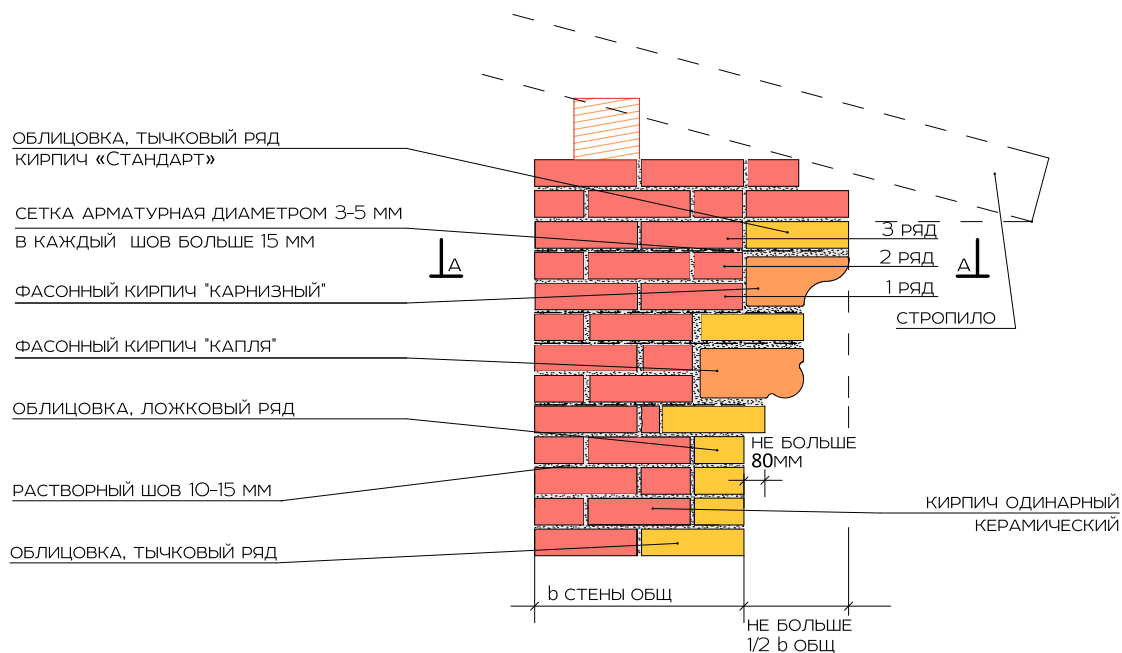 ОБЛИЦОВКА, ТЫЧКОВЫЙ РЯД
КИРПИЧ «СТАНДАРТ»
СЕТКА АРМАТУРНАЯ ДИАМЕТРОМ 3-5 ММ
В КАЖДЫЙ ШОВ БОЛЬШЕ 15 ММ
ФАСОННЫЙ КИРПИЧ "КАРНИЗНЫЙ"
ФАСОННЫЙ КИРПИЧ "КАПЛЯ"
ОБЛИЦОВКА, ЛОЖКОВЫЙ РЯД
РАСТВОРНЫЙ ШОВ 10-15 ММ
ОБЛИЦОВКА, ТЫЧКОВЫЙ РЯД
А
3 РЯД
2 РЯД
1 РЯД
А
СТРОПИЛО
НЕ БОЛЬШЕ
80ММ
КИРПИЧ ОДИНАРНЫЙ
КЕРАМИЧЕСКИЙ
b СТЕНЫ ОБЩ
НЕ БОЛЬШЕ
1/2 b ОБЩ